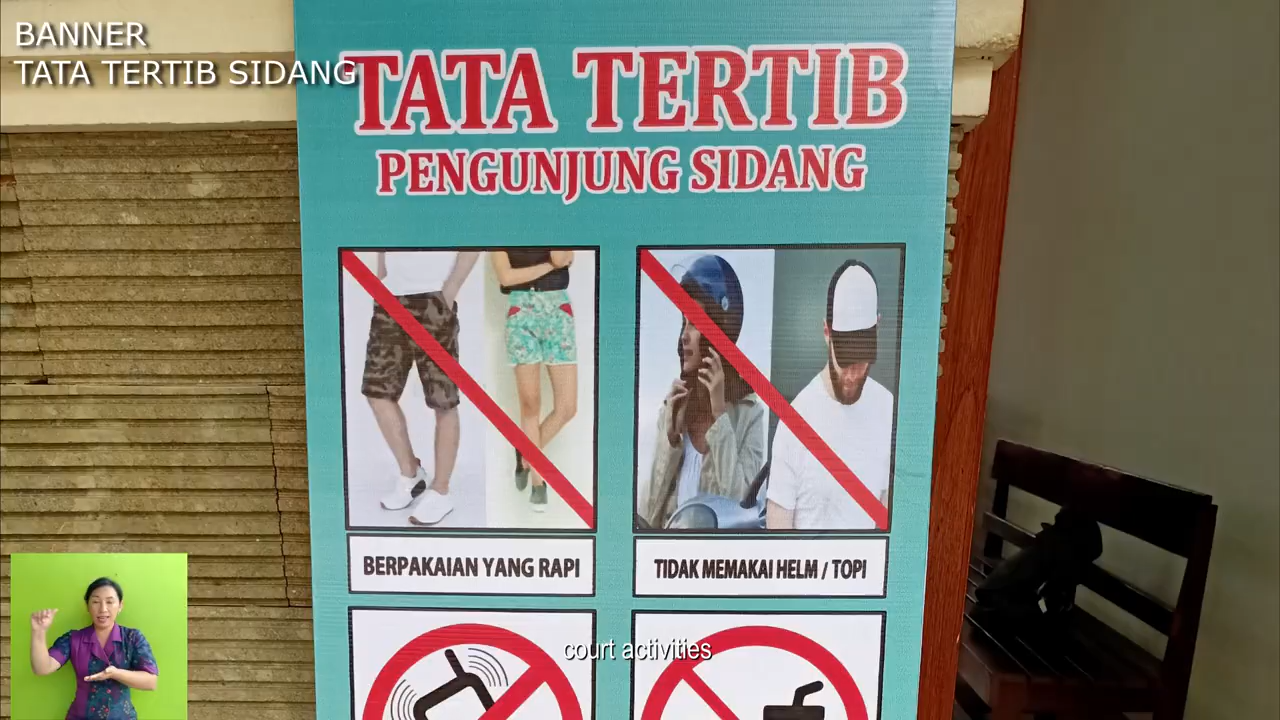 BANNER
TATA TERTIB SIDANG
TATA TERTIB
PENGUNJUNG SIDANG
BERPAKAIAN YANG RAPI
TIDAK MEMAKAI HELM / TOPI
court activities